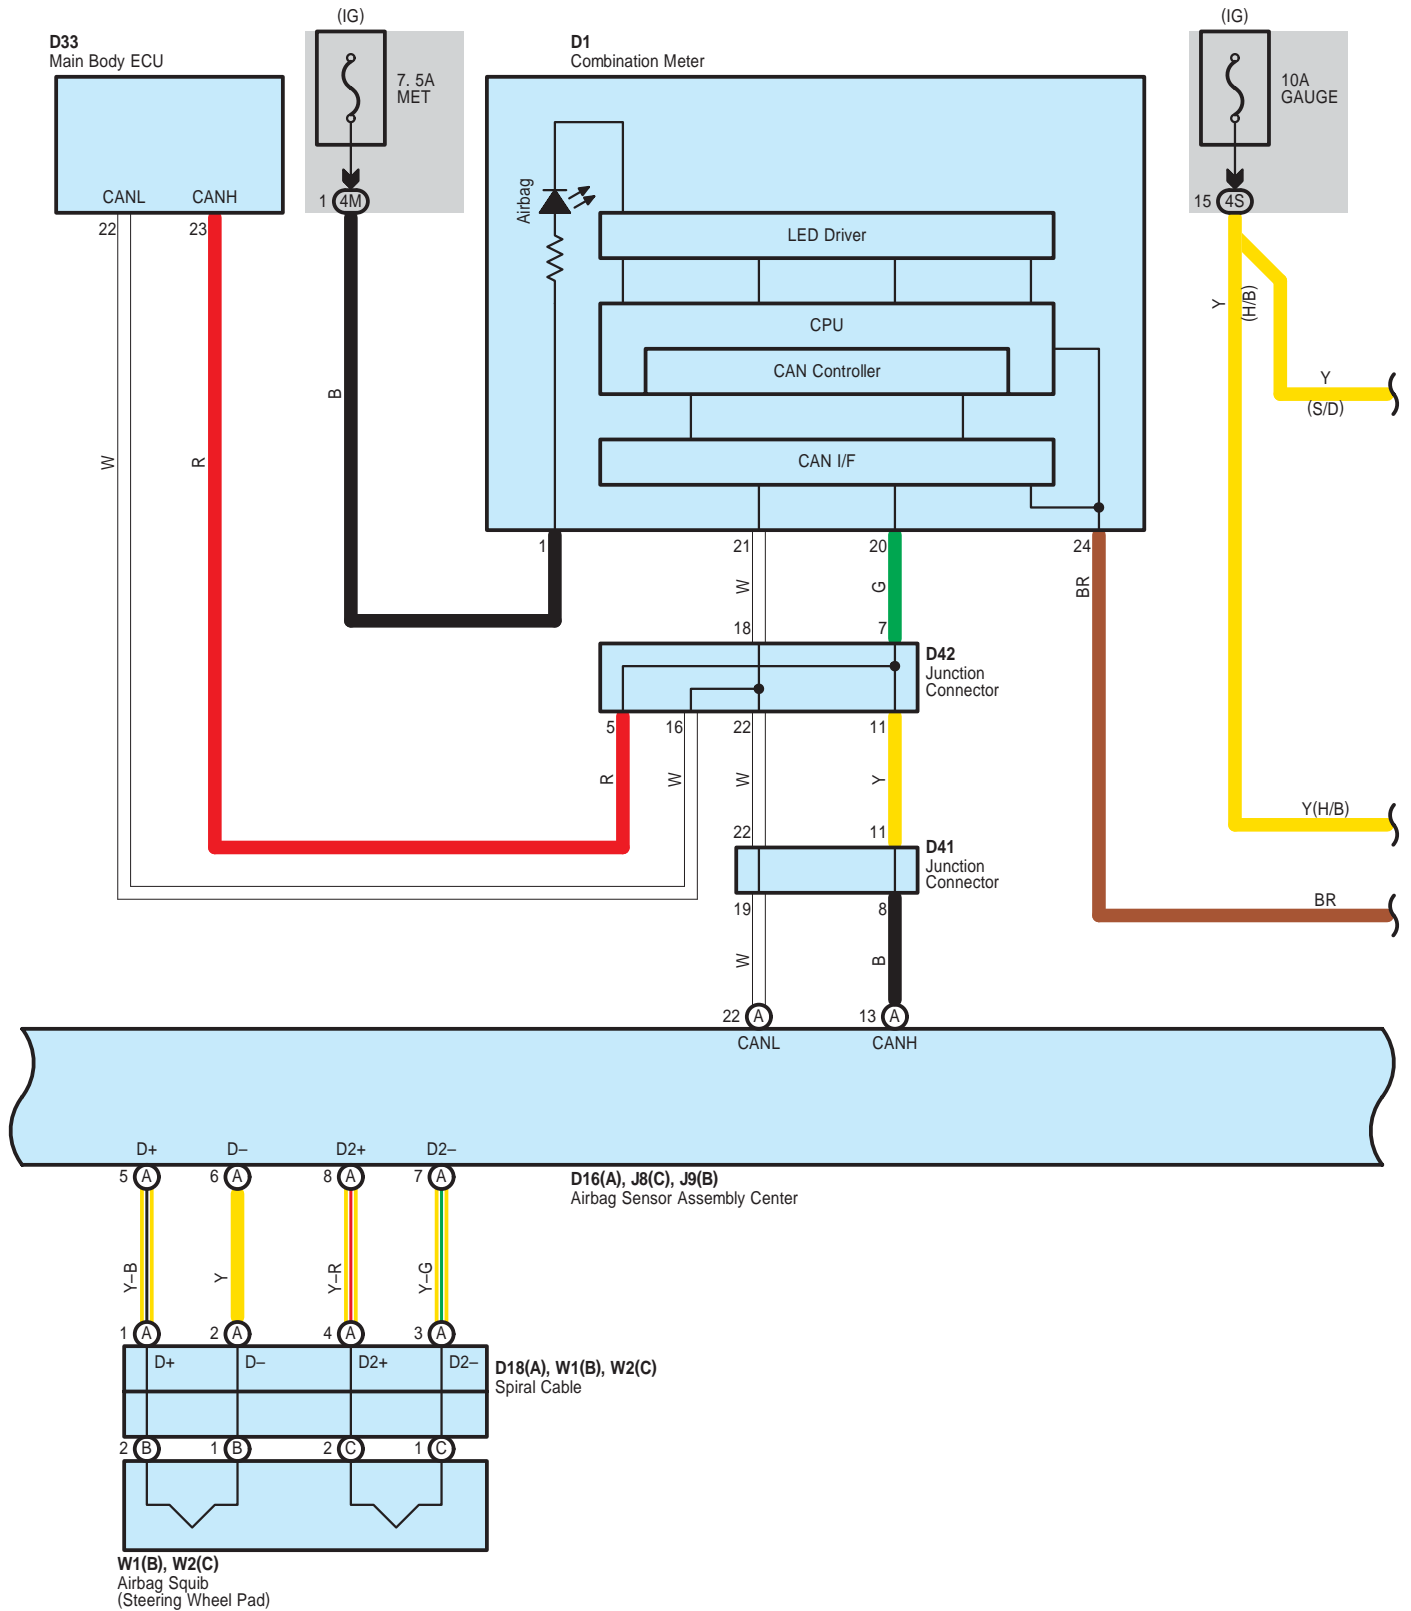 (IG)
(IG)
D33
Main Body ECU
7. 5A
MET
D1
Combination Meter
10A
GAUGE
CANL
CANH
22
23
1
4M
Airbag
15
4S
LED Driver
CPU
CAN Controller
CAN I/F
Y
(H/B)
Y
(S/D)
B
W
R
1
21
20
24
W
G
BR
18
7
D42
Junction
Connector
5
16
22
11
R
W
W
Y
Y(H/B)
22
11
D41
Junction
Connector
19
8
BR
W
B
22
A
13
A
CANL
CANH
D+
D–
D2+
D2–
5
A
6
A
8
A
7
A
D16(A), J8(C), J9(B)
Airbag Sensor Assembly Center
Y–B
Y
Y–R
Y–G
1
A
2
A
4
A
3
A
D+
D–
D2+
D2–
D18(A), W1(B), W2(C)
Spiral Cable
2
B
1
B
2
C
1
C
W1(B), W2(C)
Airbag Squib
(Steering Wheel Pad)